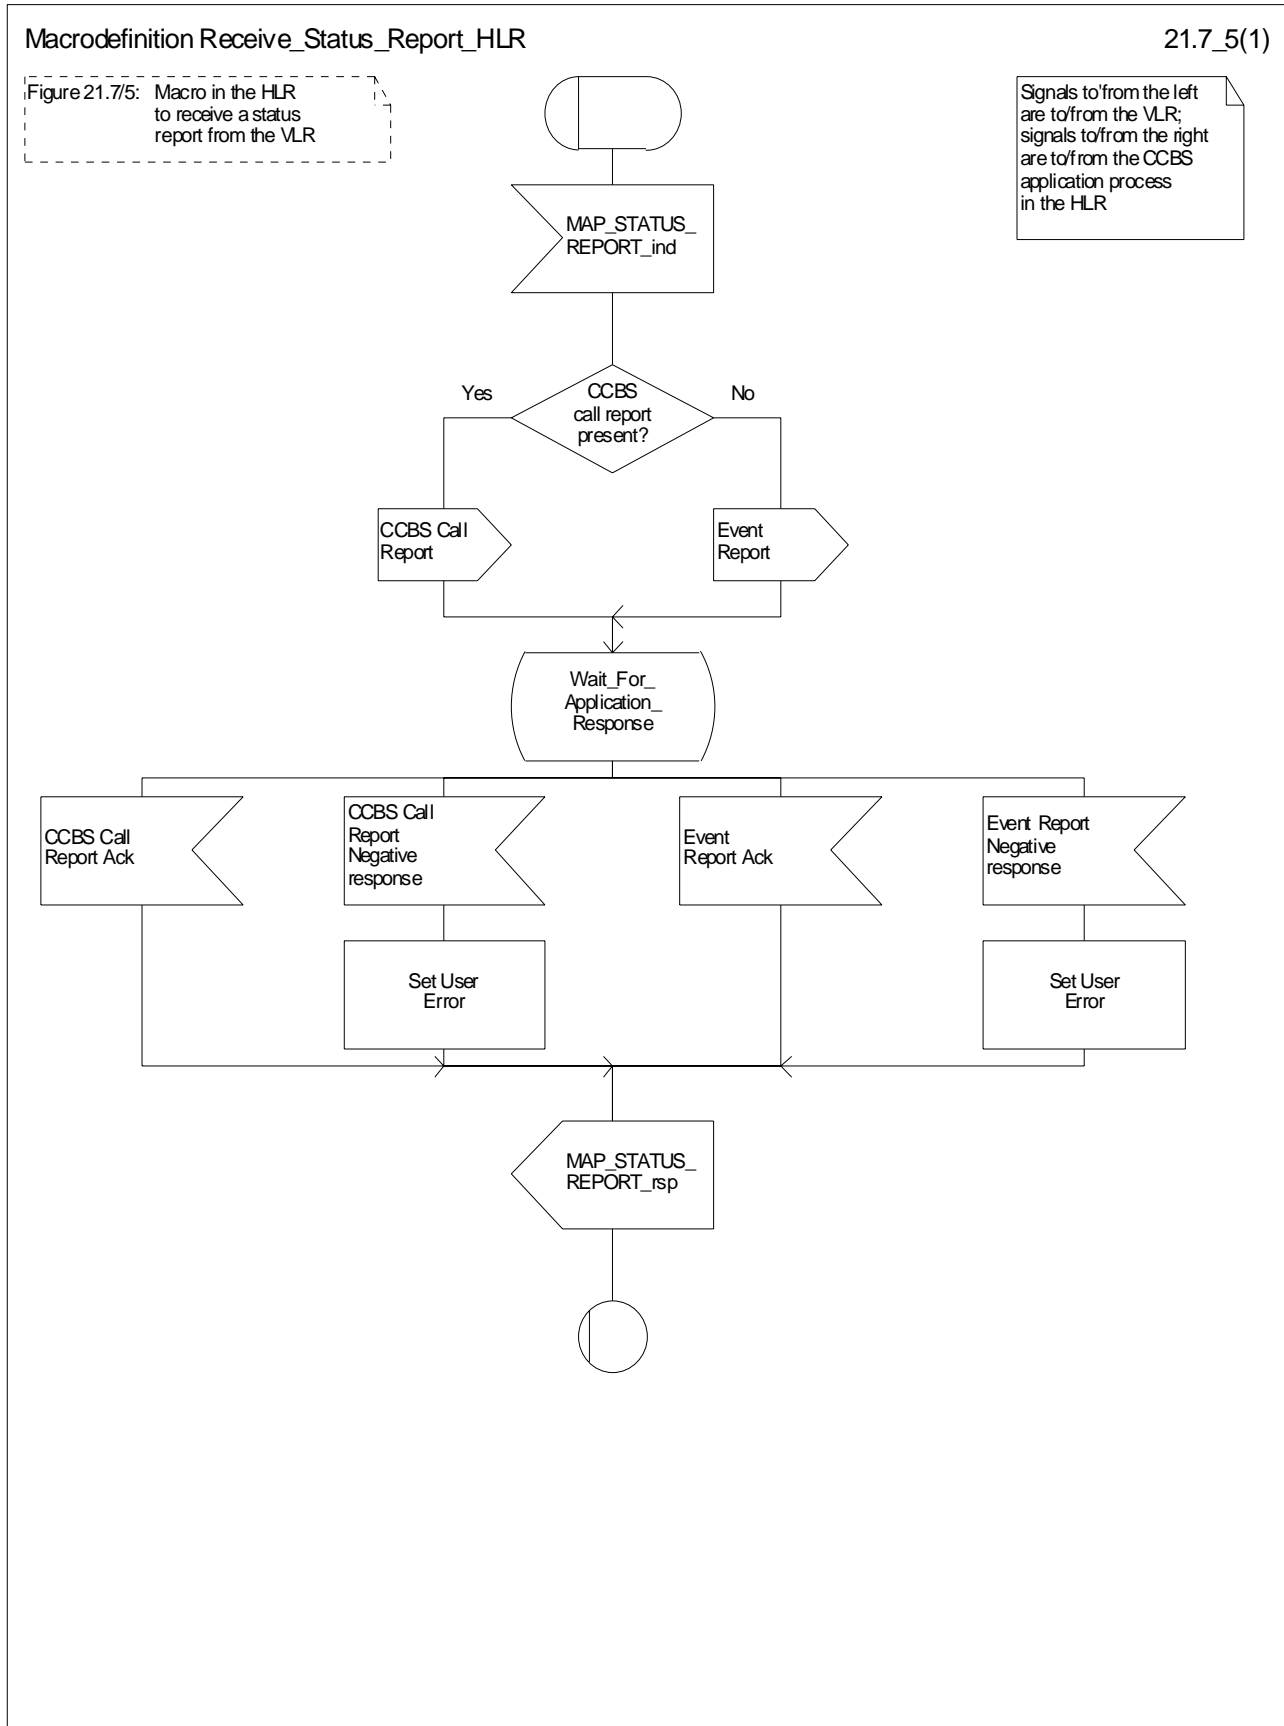 Macrodefinition Receive_Status_Report_HLR
21.7_5(1)
Figure 21.7/5: Macro in the HLR
to receive a status
report from the VLR
Signals to'from the left
are to/from the VLR;
signals to/from the right
are to/from the CCBS
application process
in the HLR
MAP_STATUS_
REPORT_ind
CCBS
call report
present?
Yes
No
CCBS Call
Report
Event
Report
Wait_For_
Application_
Response
CCBS Call
Report Ack
CCBS Call
Report
Negative
response
Event
Report Ack
Event Report
Negative
response
Set User
Error
Set User
Error
MAP_STATUS_
REPORT_rsp